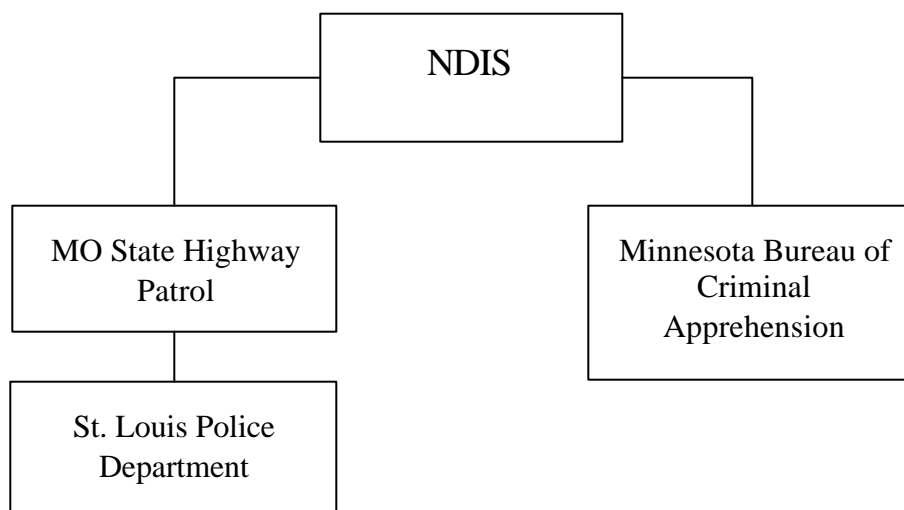 NDIS
MO State Highway
Patrol
Minnesota Bureau of
Criminal
Apprehension
St. Louis Police
Department